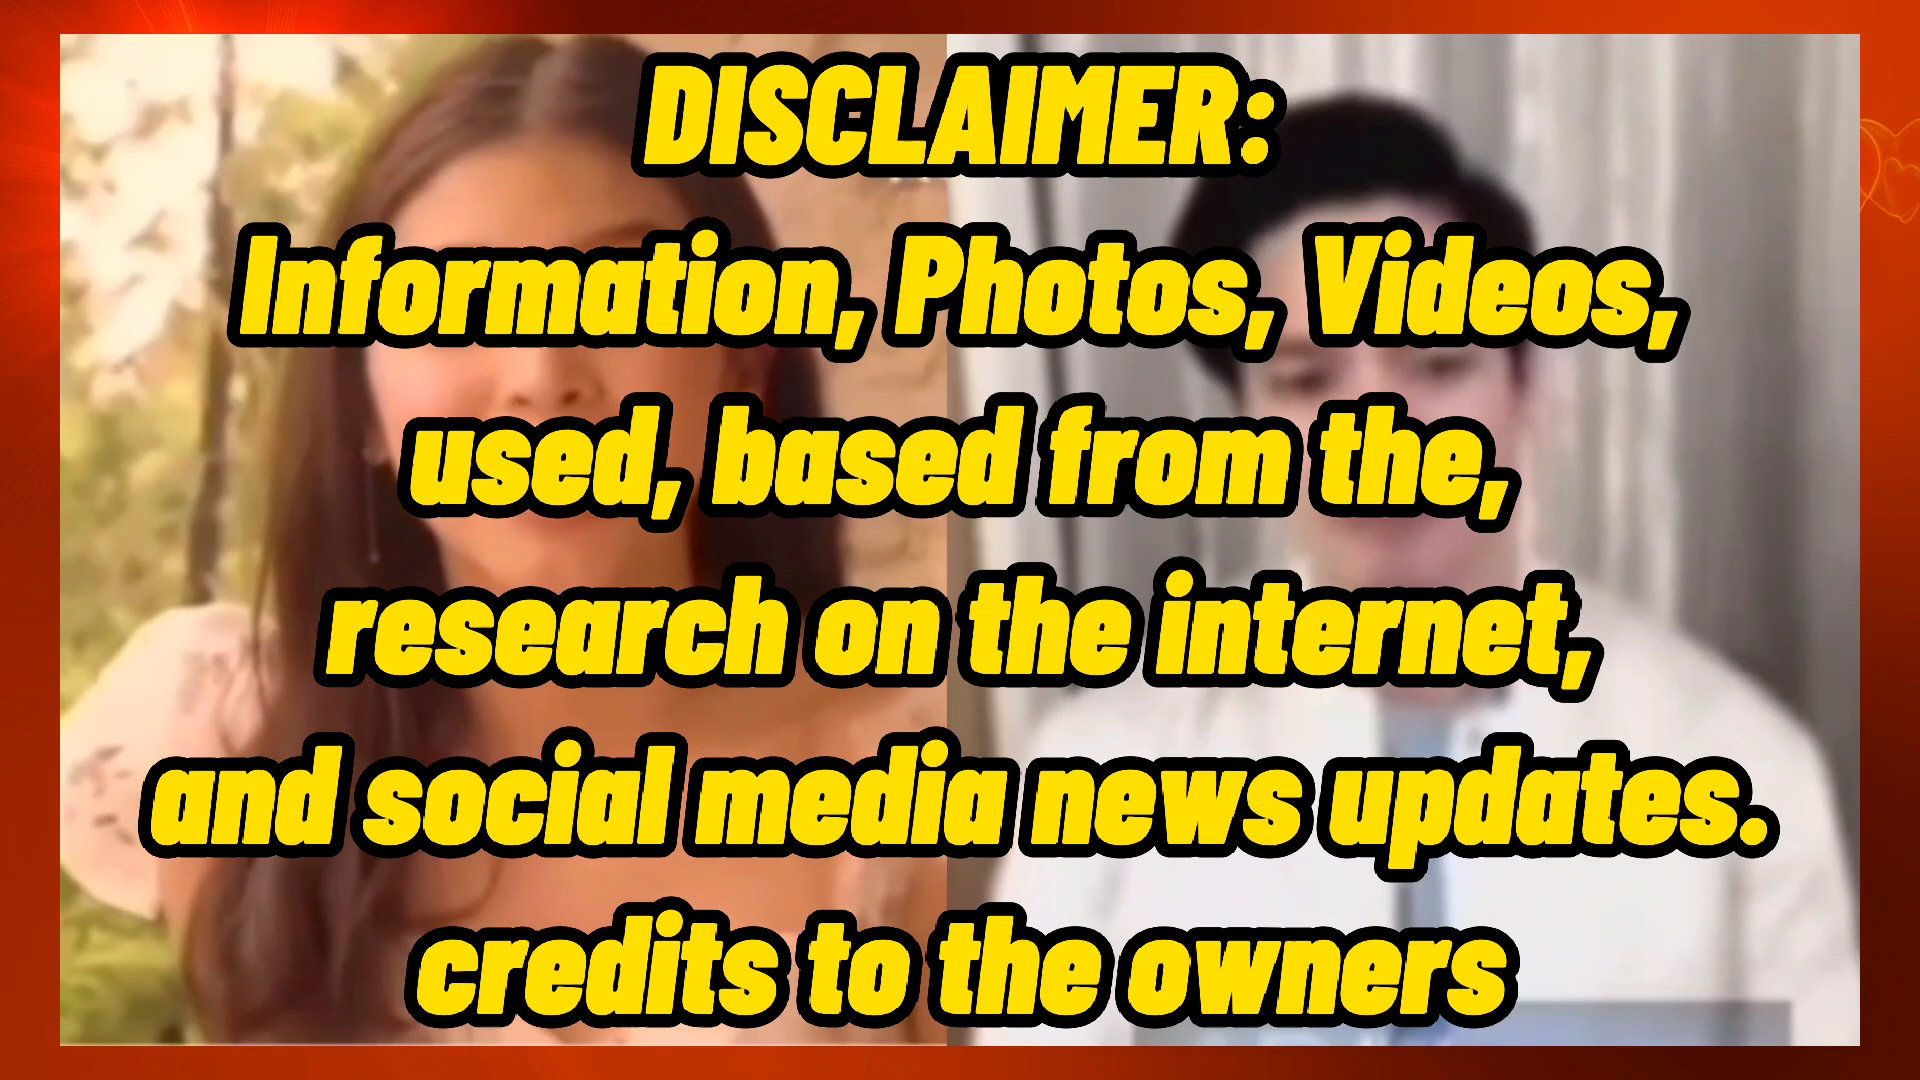 DISCLAIMER:
Information, Photos, Videos,
used, based from the,
research on the internet,
and social media news updates.
credits to the owners